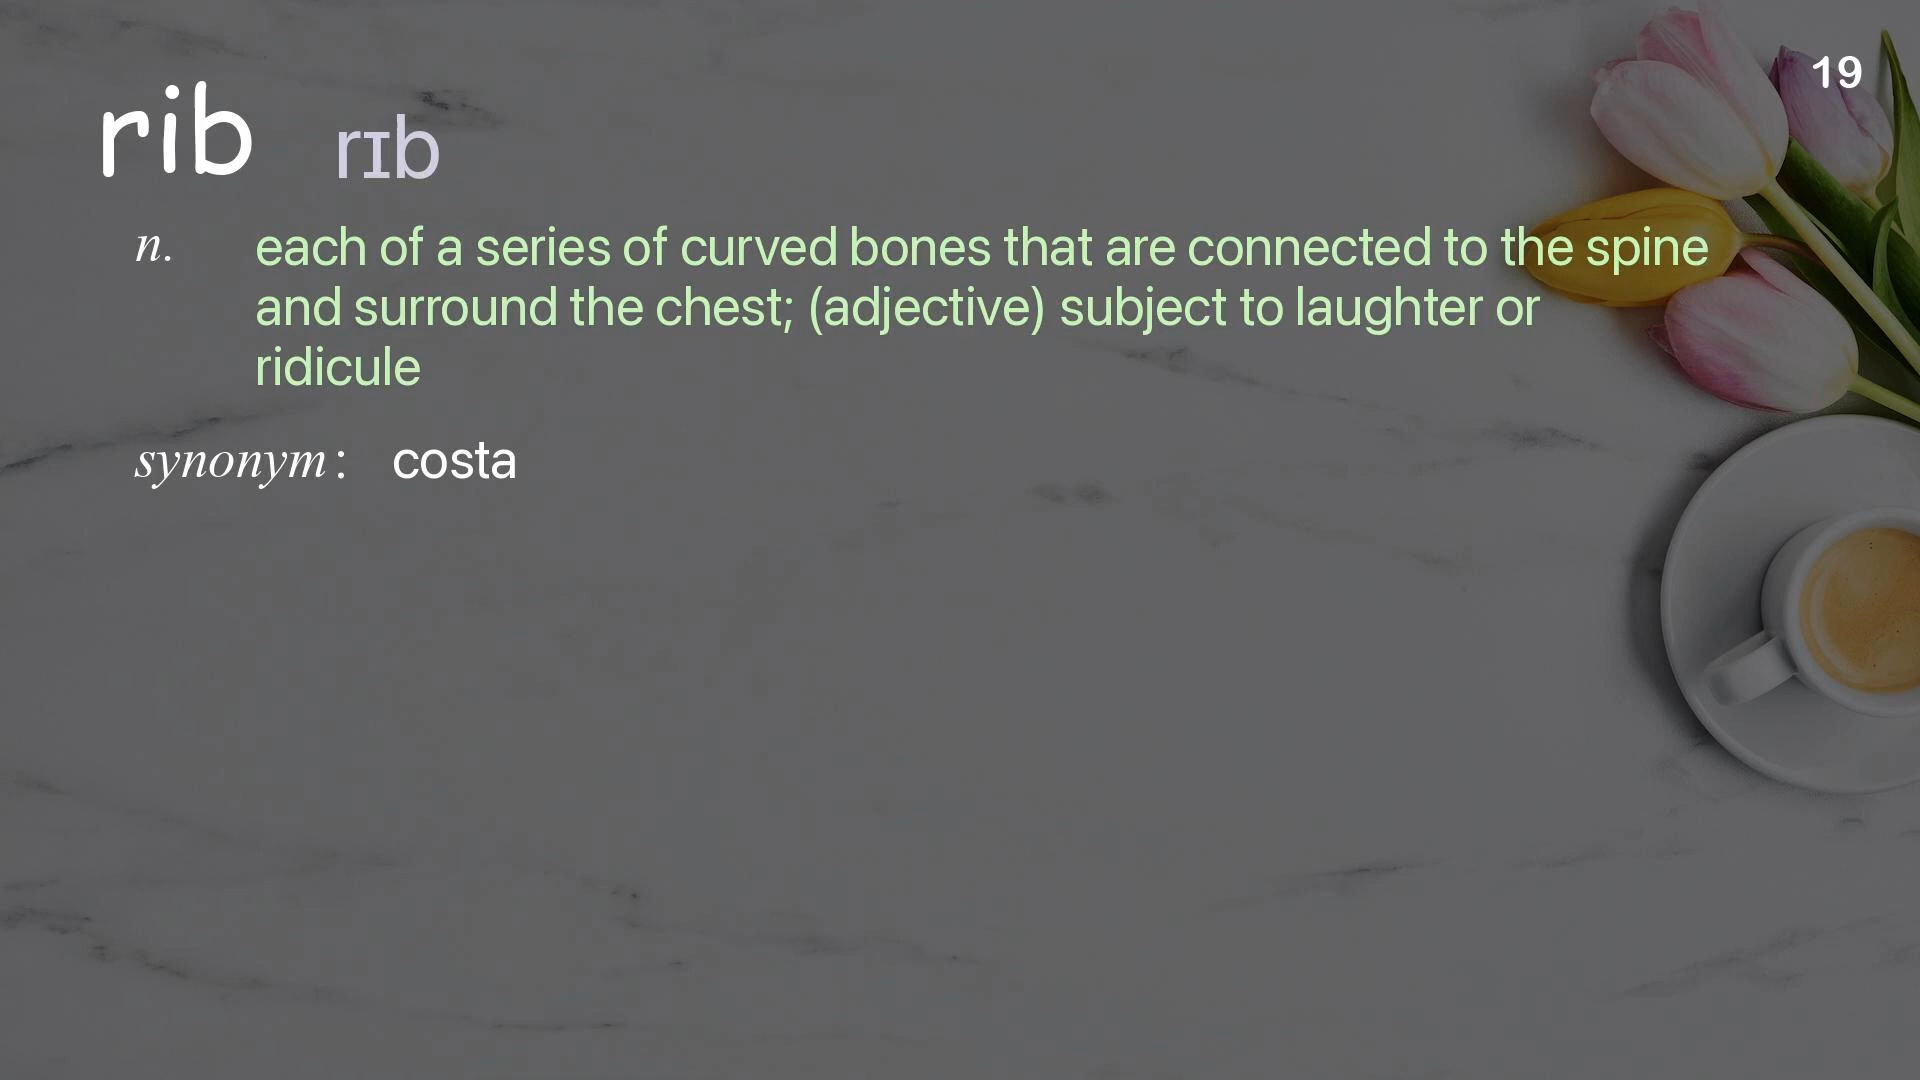 19
rib rɪb
n. each of a series of curved bones that are connected to the spine
and surround the chest; (adjective) subject to laughter or
ridicule
synonym: costa